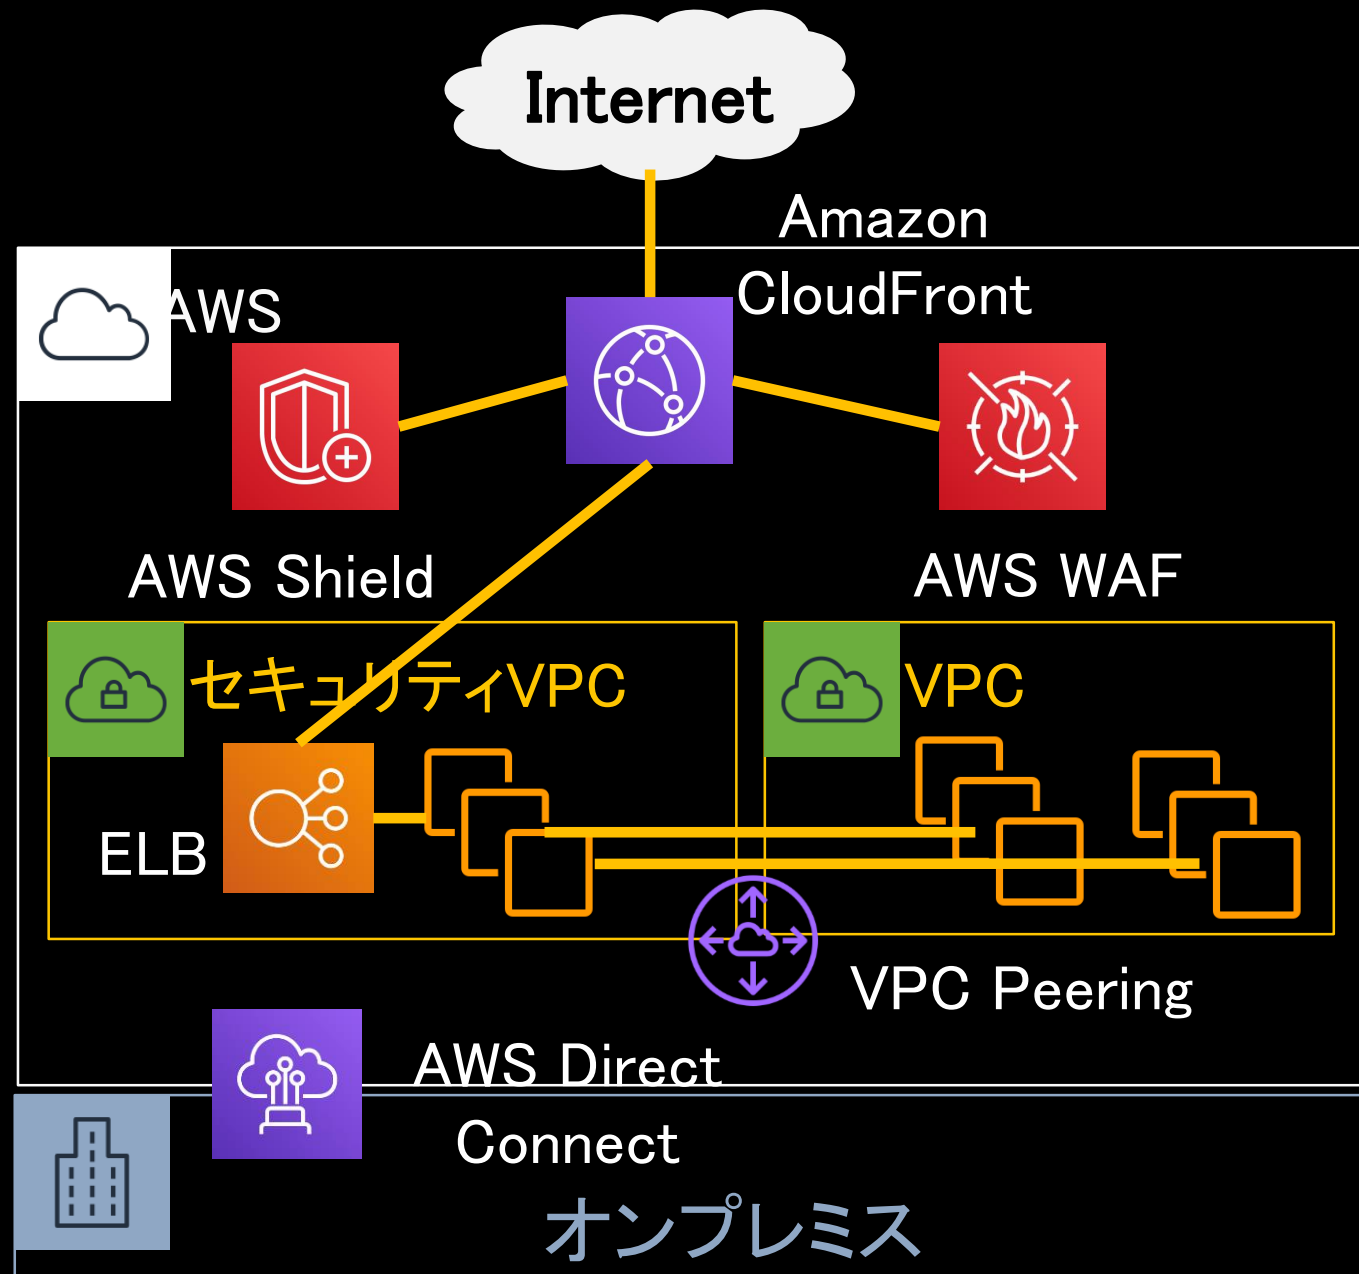 Internet
Amazon
CloudFront
AWS
AWS Shield
AWS WAF
セキュリティVPC
VPC
ELB
VPC Peering
AWS Direct
Connect
オンプレミス